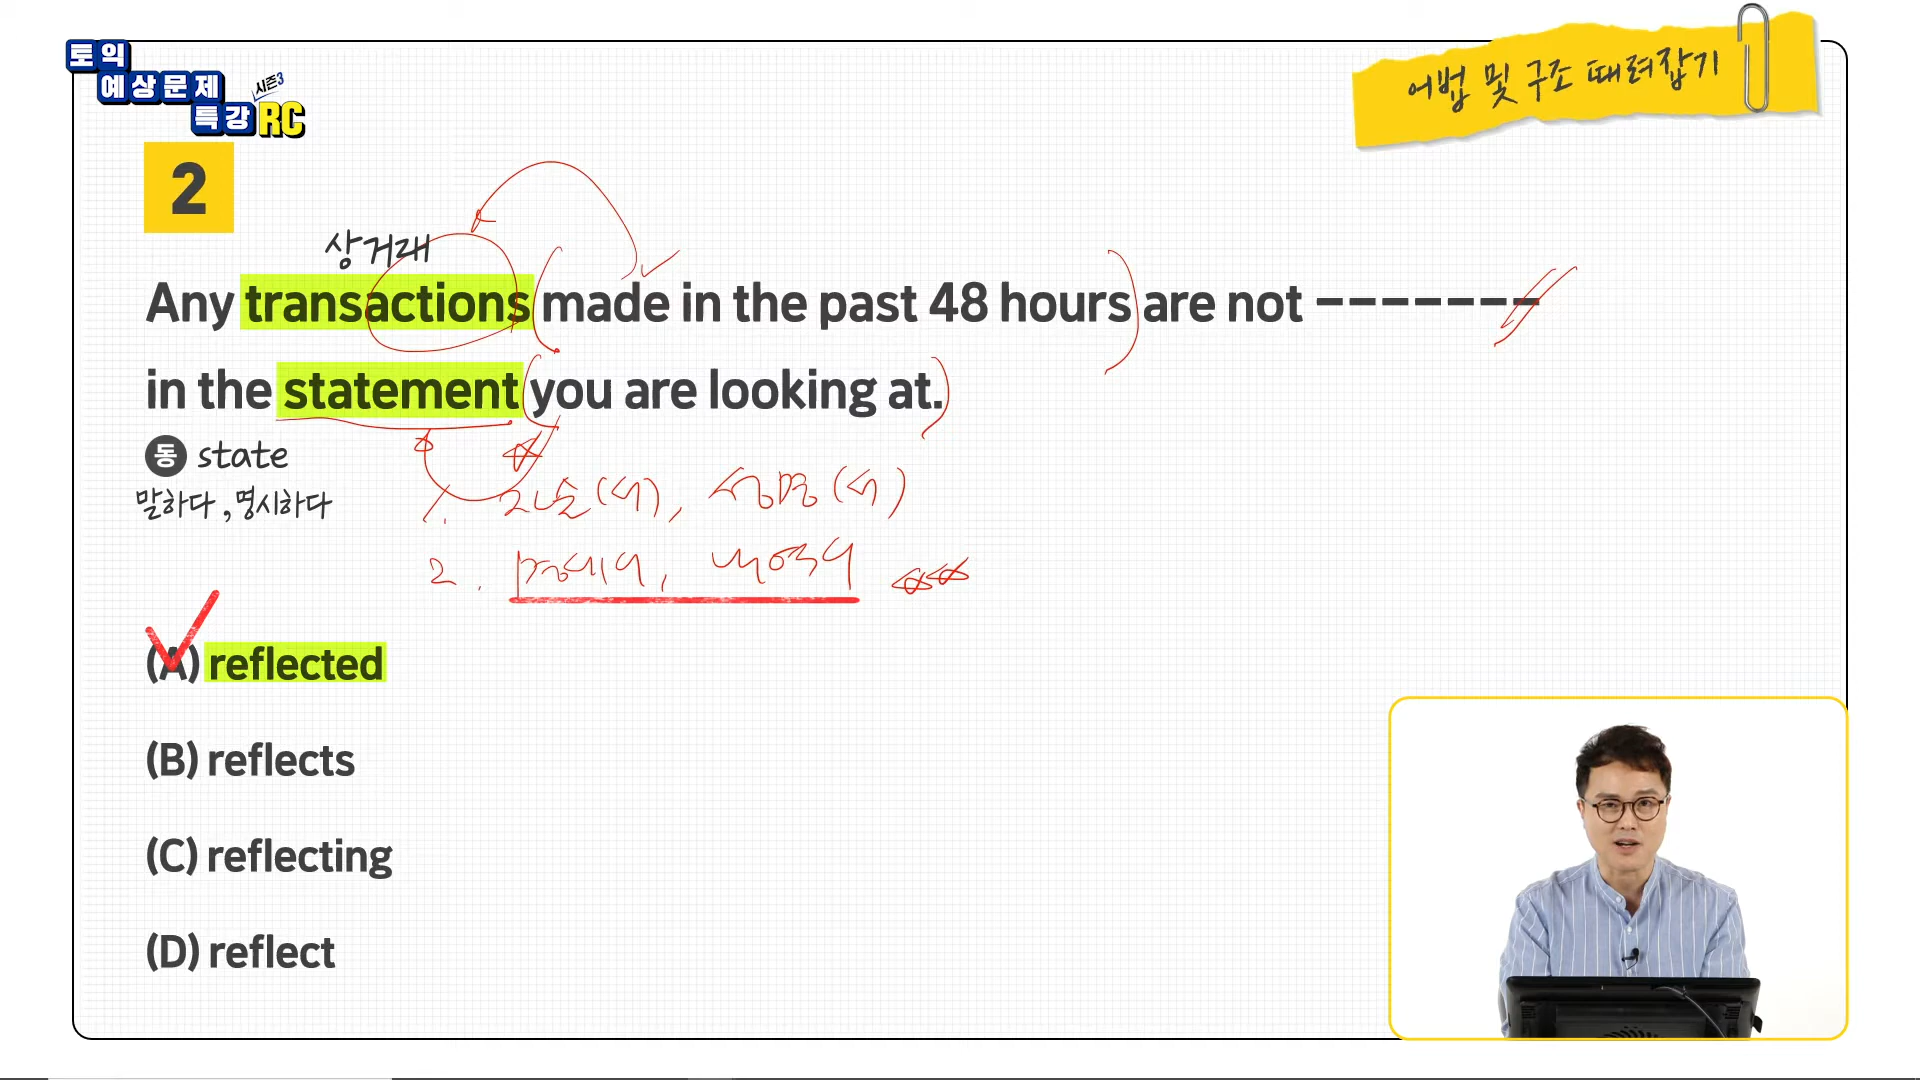 토익
예상문제
시즌3
특강 RC
어법 및 구조 때려잡기
2
상거래
Any transactions made in the past 48 hours are not -------
in the statement you are looking at.
동 state
말하다, 명시하다
1. 진술(서), 성명(서)
2. 명세서, 내역서
(A) reflected
(B) reflects
(C) reflecting
(D) reflect